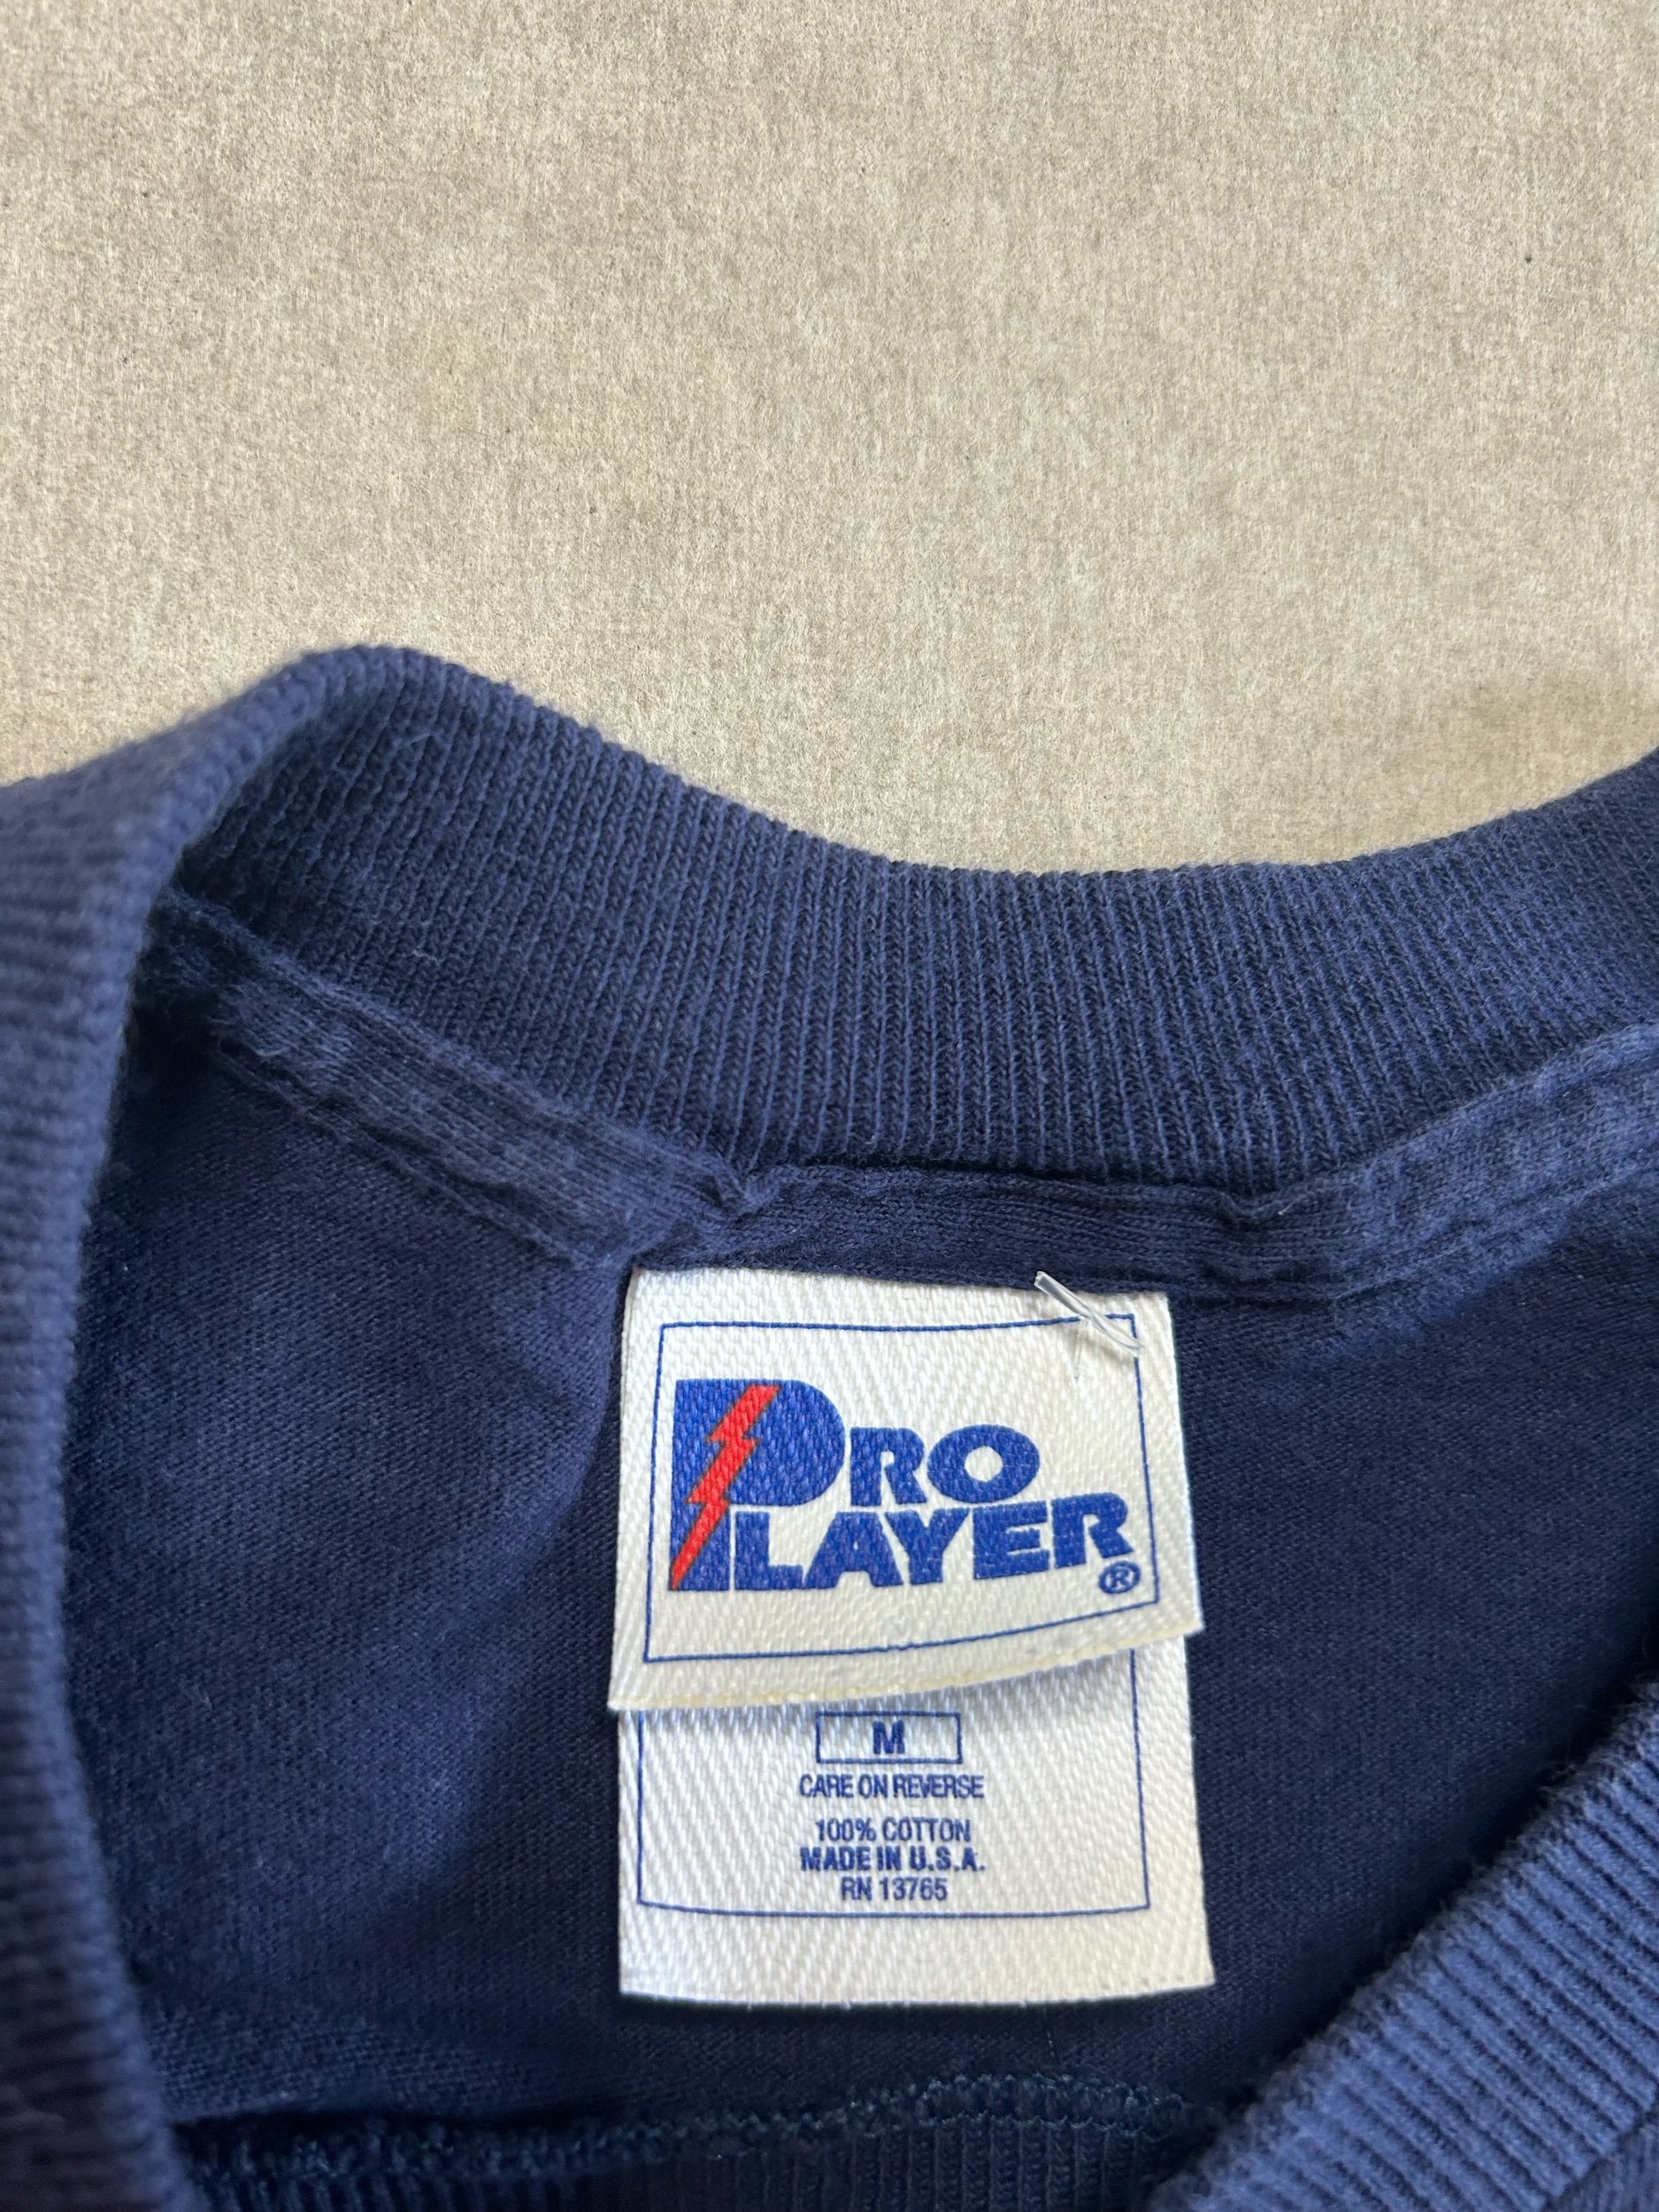 PRO
PLAYER®
M
CARE ON REVERSE
100% COTTON
MADE IN U.S.A.
RN 13765